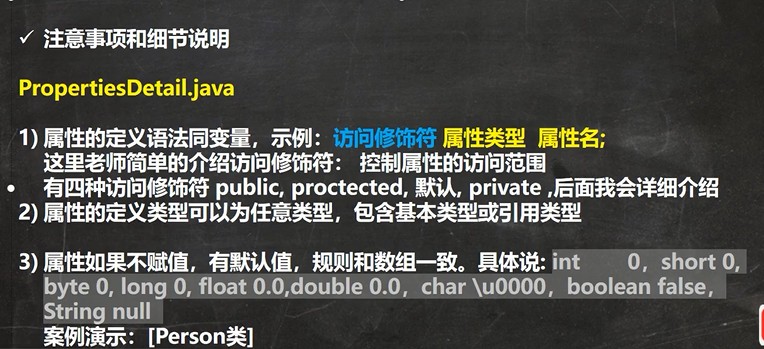 ✓ 注意事项和细节说明
PropertiesDetail.java
1) 属性的定义语法同变量，示例：访问修饰符 属性类型 属性名;
这里老师简单的介绍访问修饰符： 控制属性的访问范围
• 有四种访问修饰符 public, proctected, 默认, private ,后面我会详细介绍
2) 属性的定义类型可以为任意类型，包含基本类型或引用类型
3) 属性如果不赋值，有默认值，规则和数组一致。具体说: int 0，short 0,
byte 0, long 0, float 0.0,double 0.0，char \u0000，boolean false，
String null
案例演示：[Person类]